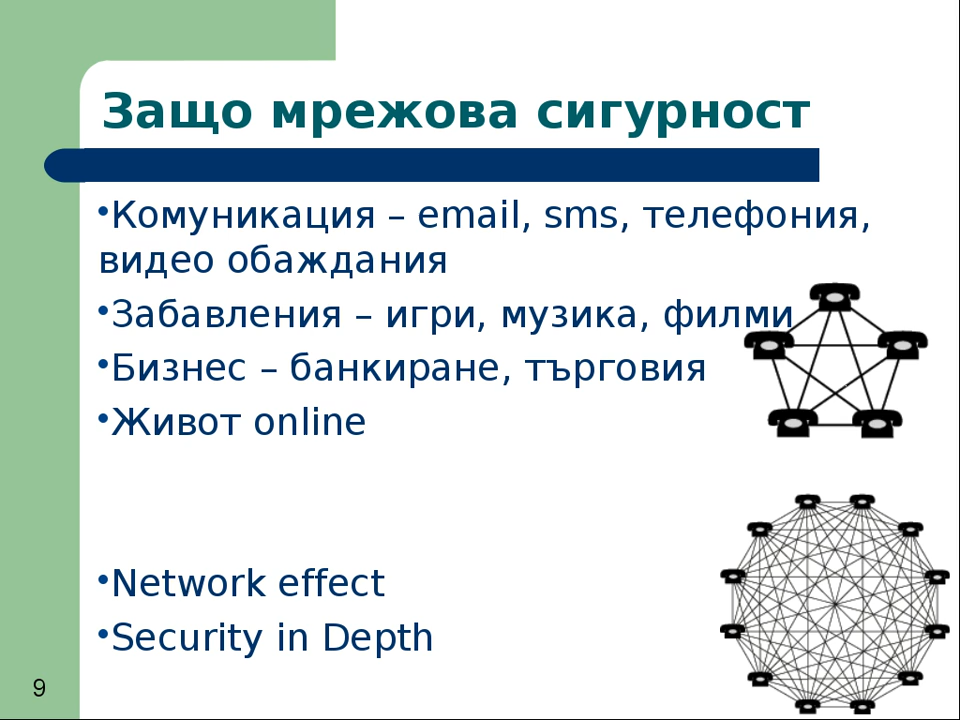 Защо мрежова сигурност
•Комуникация – email, sms, телефония,
видео обаждания
•Забавления – игри, музика, филми
•Бизнес – банкиране, търговия
•Живот online
•Network effect
•Security in Depth
9